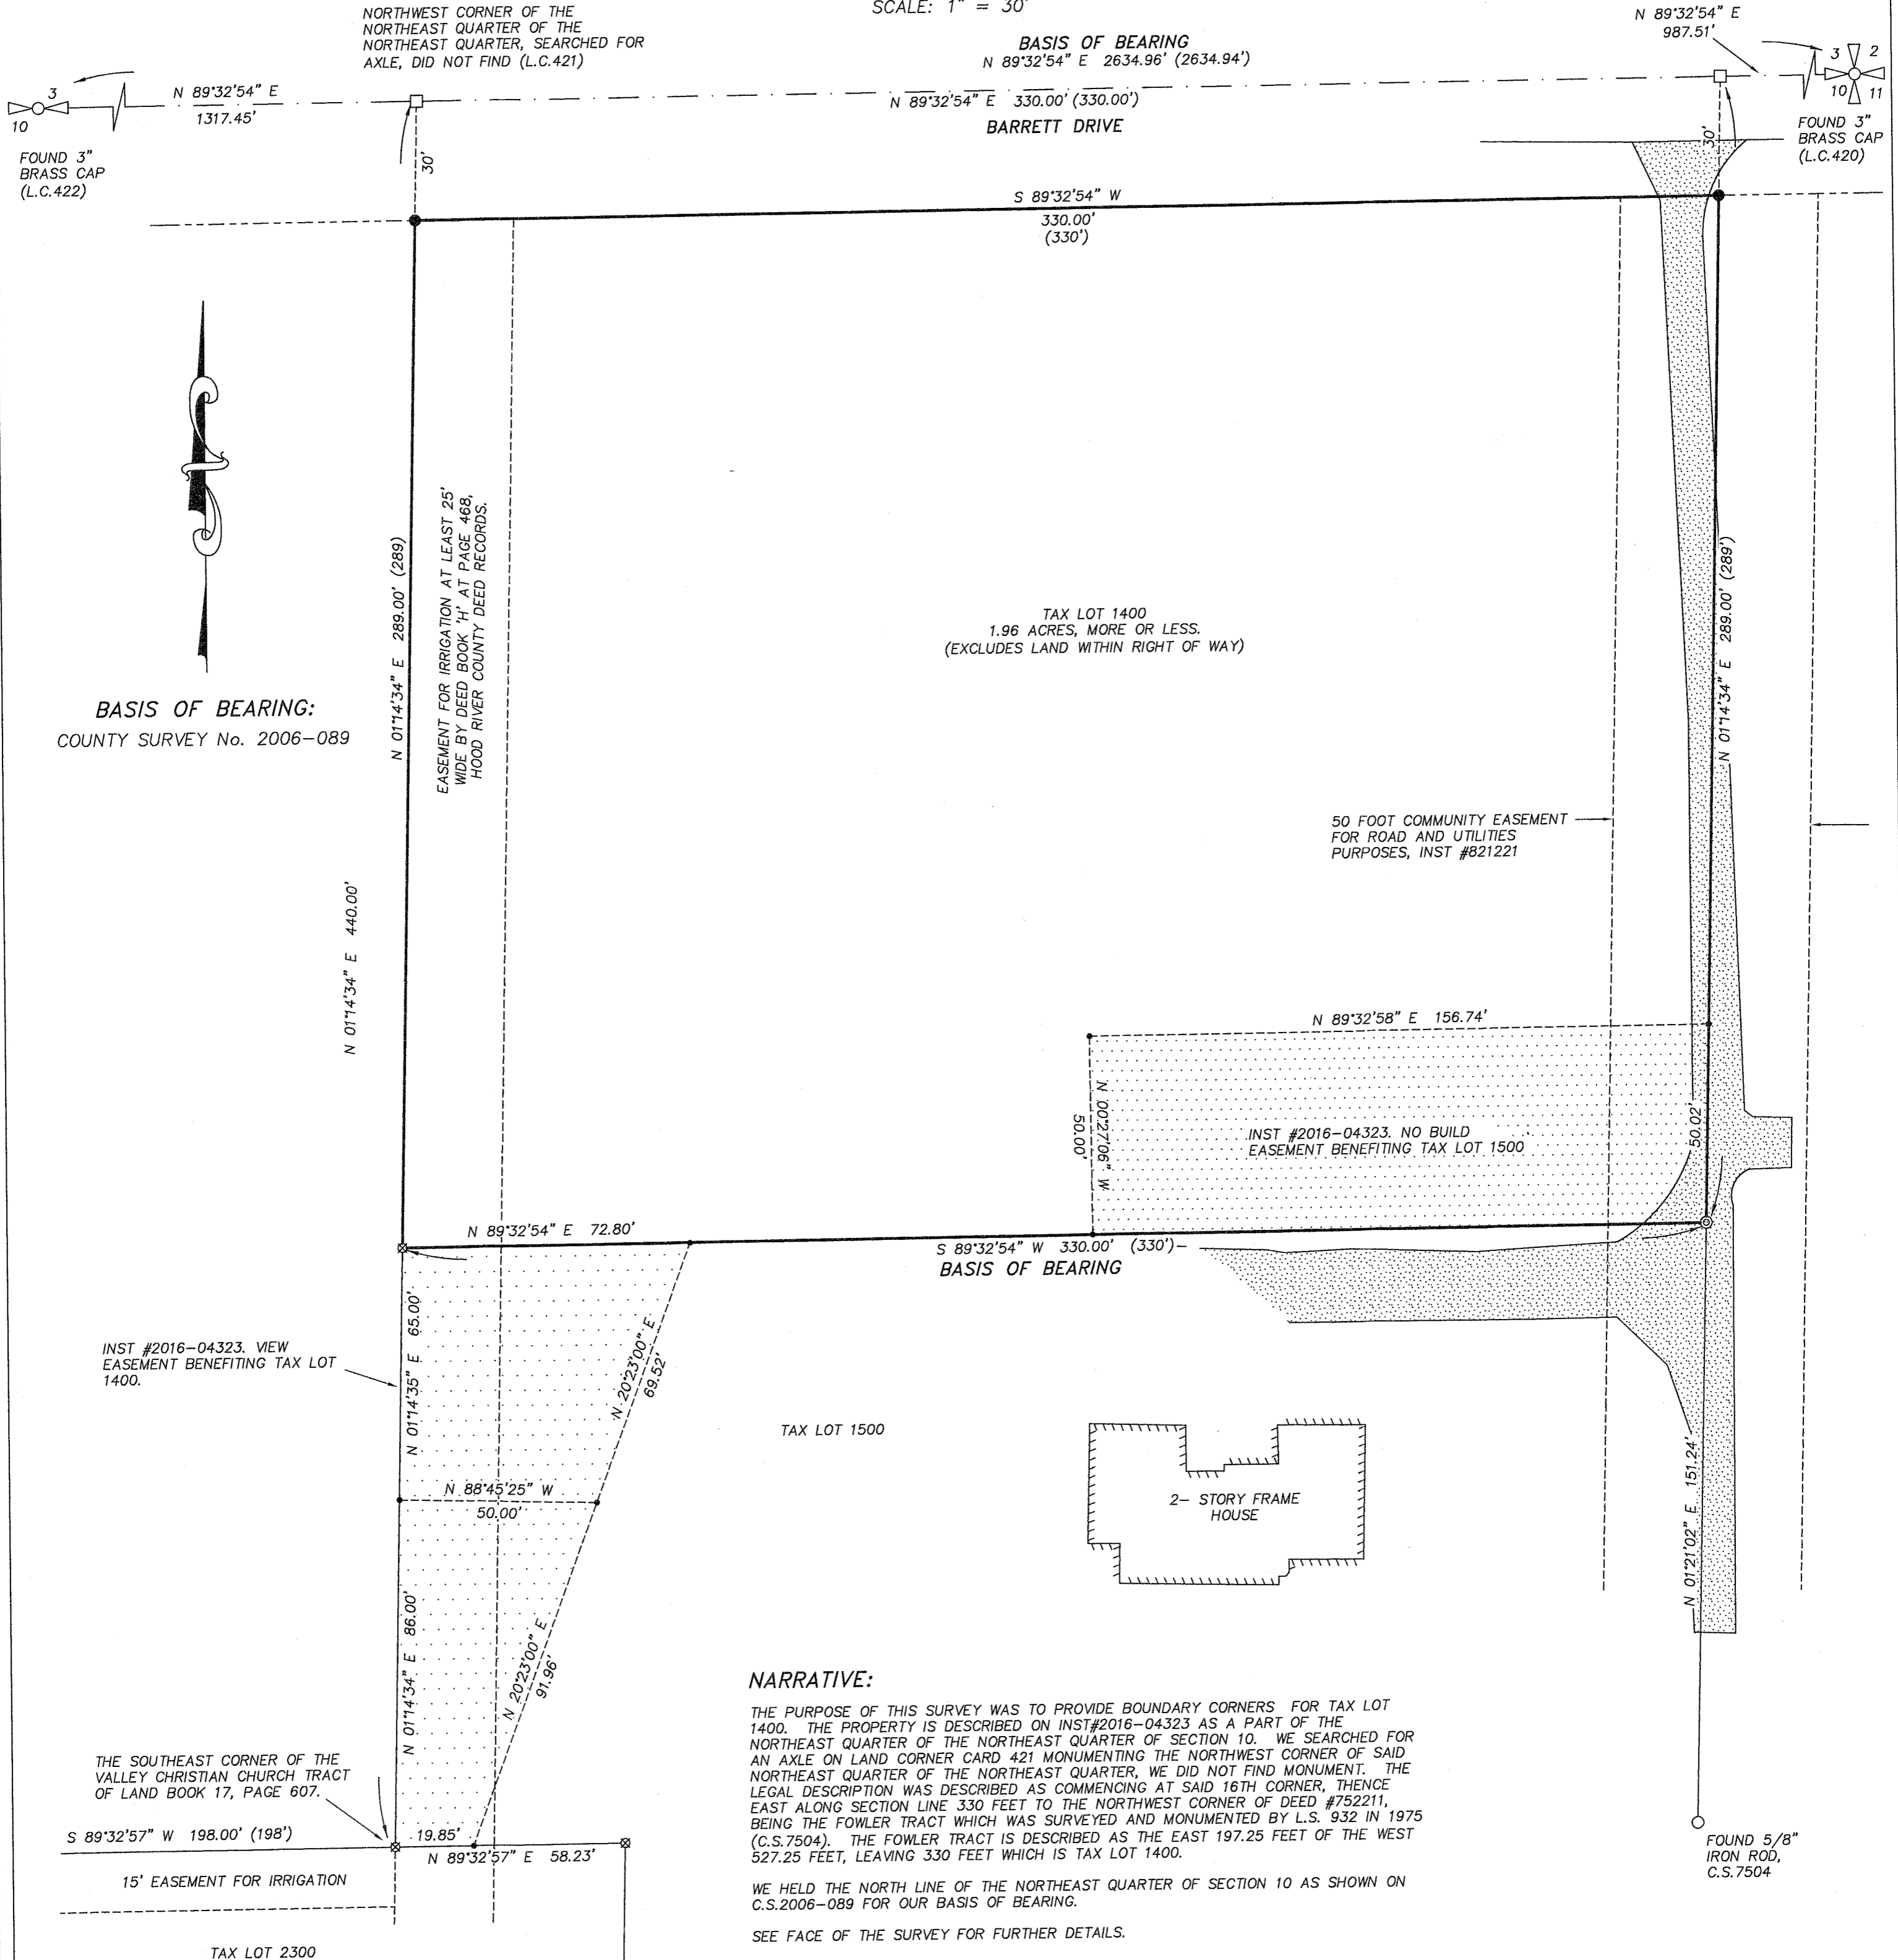 NORTHWEST CORNER OF THE
NORTHEAST QUARTER OF THE
NORTHEAST QUARTER, SEARCHED FOR
AXLE, DID NOT FIND (L.C.421)
SCALE: 1" = 30'
BASIS OF BEARING
N 89°32'54" E 2634.96' (2634.94')
N 89°32'54" E
987.51'
3
10
N 89°32'54" E
1317.45'
N 89°32'54" E 330.00' (330.00')
BARRETT DRIVE
3 2
10 11
FOUND 3"
BRASS CAP
(L.C.422)
30'
30'
FOUND 3"
BRASS CAP
(L.C.420)
S 89°32'54" W
330.00'
(330')
N 01°14'34" E 289.00' (289)
EASEMENT FOR IRRIGATION AT LEAST 25'
WIDE BY DEED BOOK 'H' AT PAGE 468,
HOOD RIVER COUNTY DEED RECORDS.
N 01°14'34" E 289.00' (289')
TAX LOT 1400
1.96 ACRES, MORE OR LESS.
(EXCLUDES LAND WITHIN RIGHT OF WAY)
BASIS OF BEARING:
COUNTY SURVEY No. 2006-089
50 FOOT COMMUNITY EASEMENT
FOR ROAD AND UTILITIES
PURPOSES, INST #821221
N 01°14'34" E 440.00'
N 89°32'58" E 156.74'
N 00°27'06" W
50.00'
INST #2016-04323. NO BUILD
EASEMENT BENEFITING TAX LOT 1500
50.02'
N 89°32'54" E 72.80'
S 89°32'54" W 330.00' (330')
BASIS OF BEARING
INST #2016-04323. VIEW
EASEMENT BENEFITING TAX LOT
1400.
N 01°14'35" E 65.00'
N 20°23'00" E
69.52'
TAX LOT 1500
N 88°45'25" W
50.00'
2- STORY FRAME
HOUSE
N 01°21'02" E 151.24'
N 01°14'34" E 86.00'
N 20°23'00" E
91.96'
THE SOUTHEAST CORNER OF THE
VALLEY CHRISTIAN CHURCH TRACT
OF LAND BOOK 17, PAGE 607.
S 89°32'57" W 198.00' (198')
19.85'
N 89°32'57" E 58.23'
15' EASEMENT FOR IRRIGATION
TAX LOT 2300
NARRATIVE:
THE PURPOSE OF THIS SURVEY WAS TO PROVIDE BOUNDARY CORNERS FOR TAX LOT
1400. THE PROPERTY IS DESCRIBED ON INST#2016-04323 AS A PART OF THE
NORTHEAST QUARTER OF THE NORTHEAST QUARTER OF SECTION 10. WE SEARCHED FOR
AN AXLE ON LAND CORNER CARD 421 MONUMENTING THE NORTHWEST CORNER OF SAID
NORTHEAST QUARTER OF THE NORTHEAST QUARTER, WE DID NOT FIND MONUMENT. THE
LEGAL DESCRIPTION WAS DESCRIBED AS COMMENCING AT SAID 16TH CORNER, THENCE
EAST ALONG SECTION LINE 330 FEET TO THE NORTHWEST CORNER OF DEED #752211,
BEING THE FOWLER TRACT WHICH WAS SURVEYED AND MONUMENTED BY L.S. 932 IN 1975
(C.S.7504). THE FOWLER TRACT IS DESCRIBED AS THE EAST 197.25 FEET OF THE WEST
527.25 FEET, LEAVING 330 FEET WHICH IS TAX LOT 1400.
WE HELD THE NORTH LINE OF THE NORTHEAST QUARTER OF SECTION 10 AS SHOWN ON
C.S.2006-089 FOR OUR BASIS OF BEARING.
SEE FACE OF THE SURVEY FOR FURTHER DETAILS.
FOUND 5/8"
IRON ROD,
C.S.7504